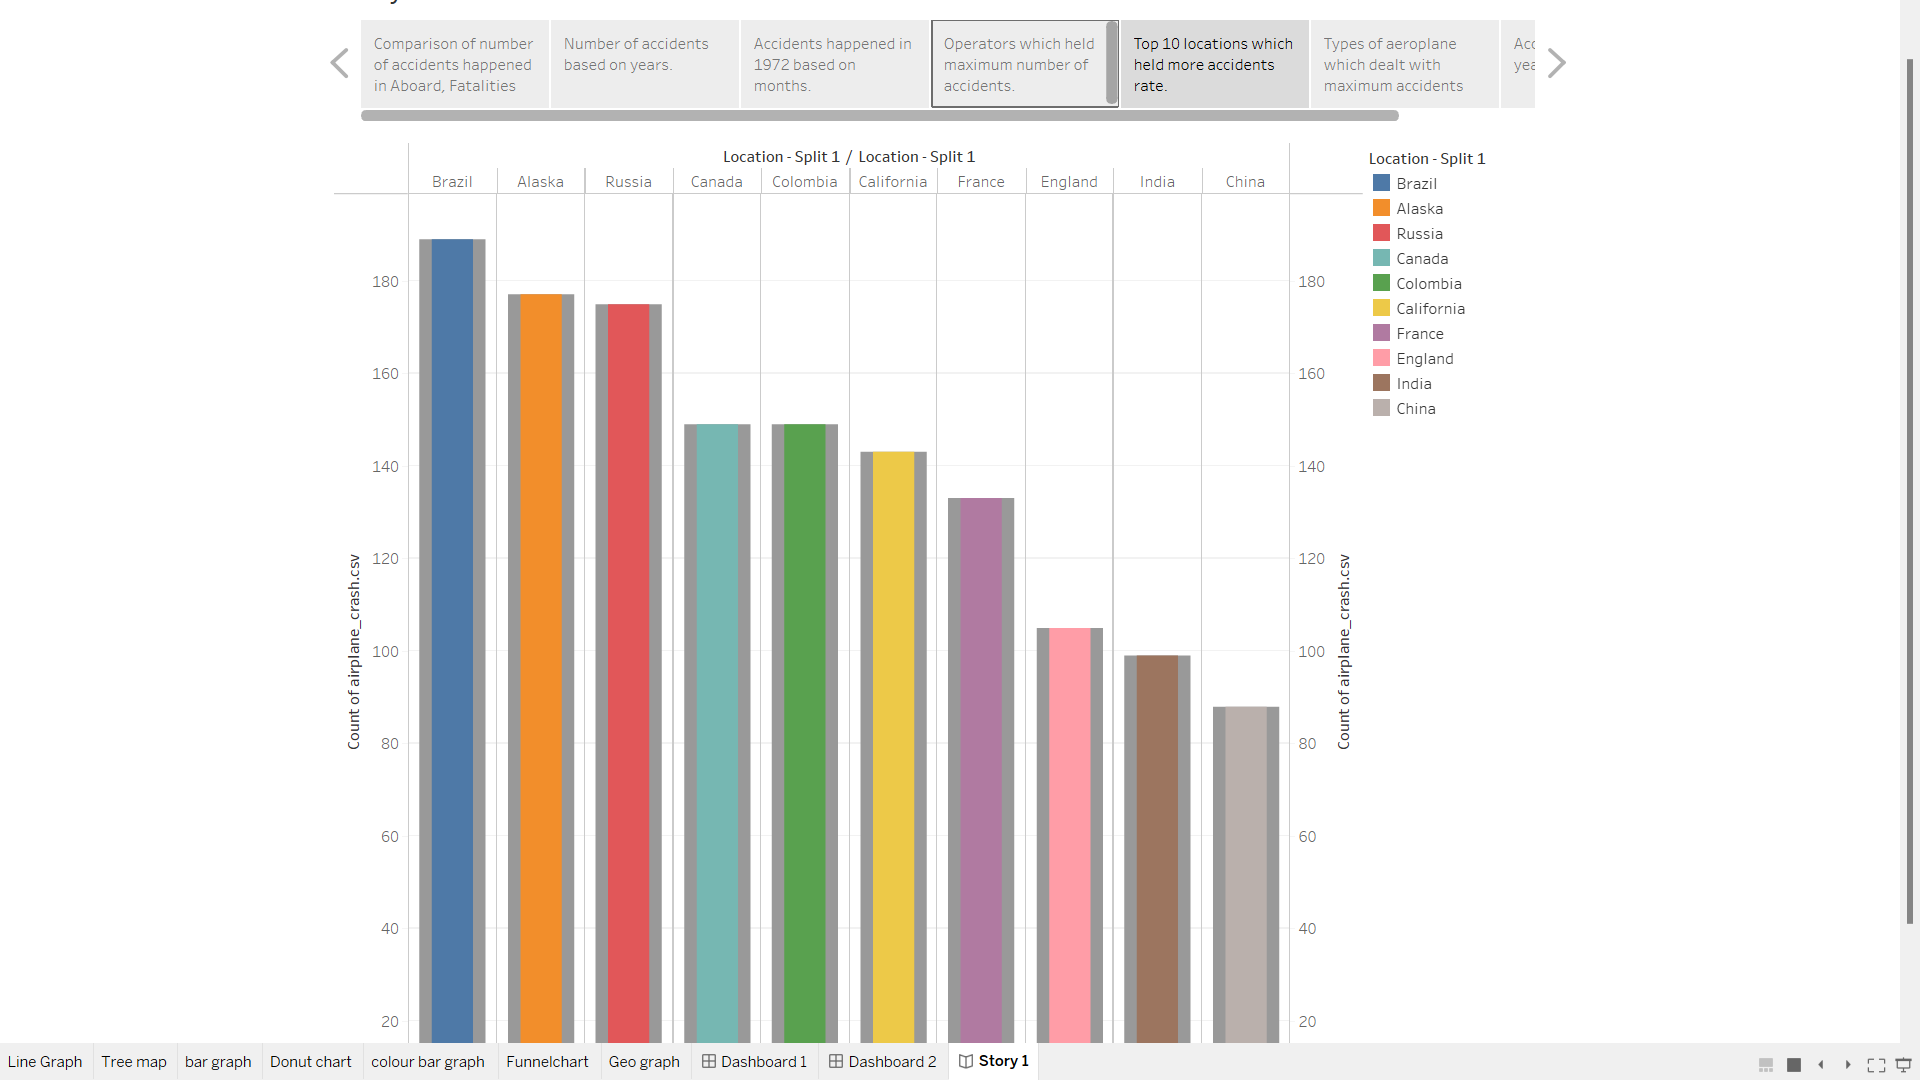 Comparison of number
of accidents happened
in Aboard, Fatalities
Number of accidents
based on years.
Accidents happened in
1972 based on
months.
Operators which held
maximum number of
accidents.
Top 10 locations which
held more accidents
rate.
Types of aeroplane
which dealt with
maximum accidents
Location - Split 1 / Location - Split 1
Brazil Alaska Russia Canada Colombia California France England India China
Location - Split 1
Brazil
Alaska
Russia
Canada
Colombia
California
France
England
India
China
180 180
160 160
140 140
120 120
100 100
80 80
60 60
40 40
20 20
Count of airplane_crash.csv
Count of airplane_crash.csv
Line Graph Tree map bar graph Donut chart colour bar graph Funnelchart Geo graph Dashboard 1 Dashboard 2 Story 1